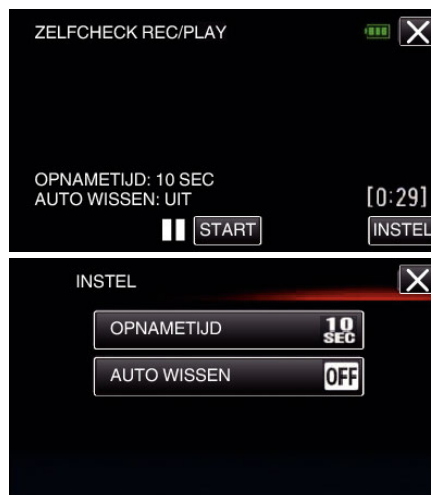 ZELFCHECK REC/PLAY
OPNAMETIJD: 10 SEC
AUTO WISSEN: UIT
[0:29]
START
INSTEL
INSTEL
OPNAMETIJD 10 SEC
AUTO WISSEN OFF